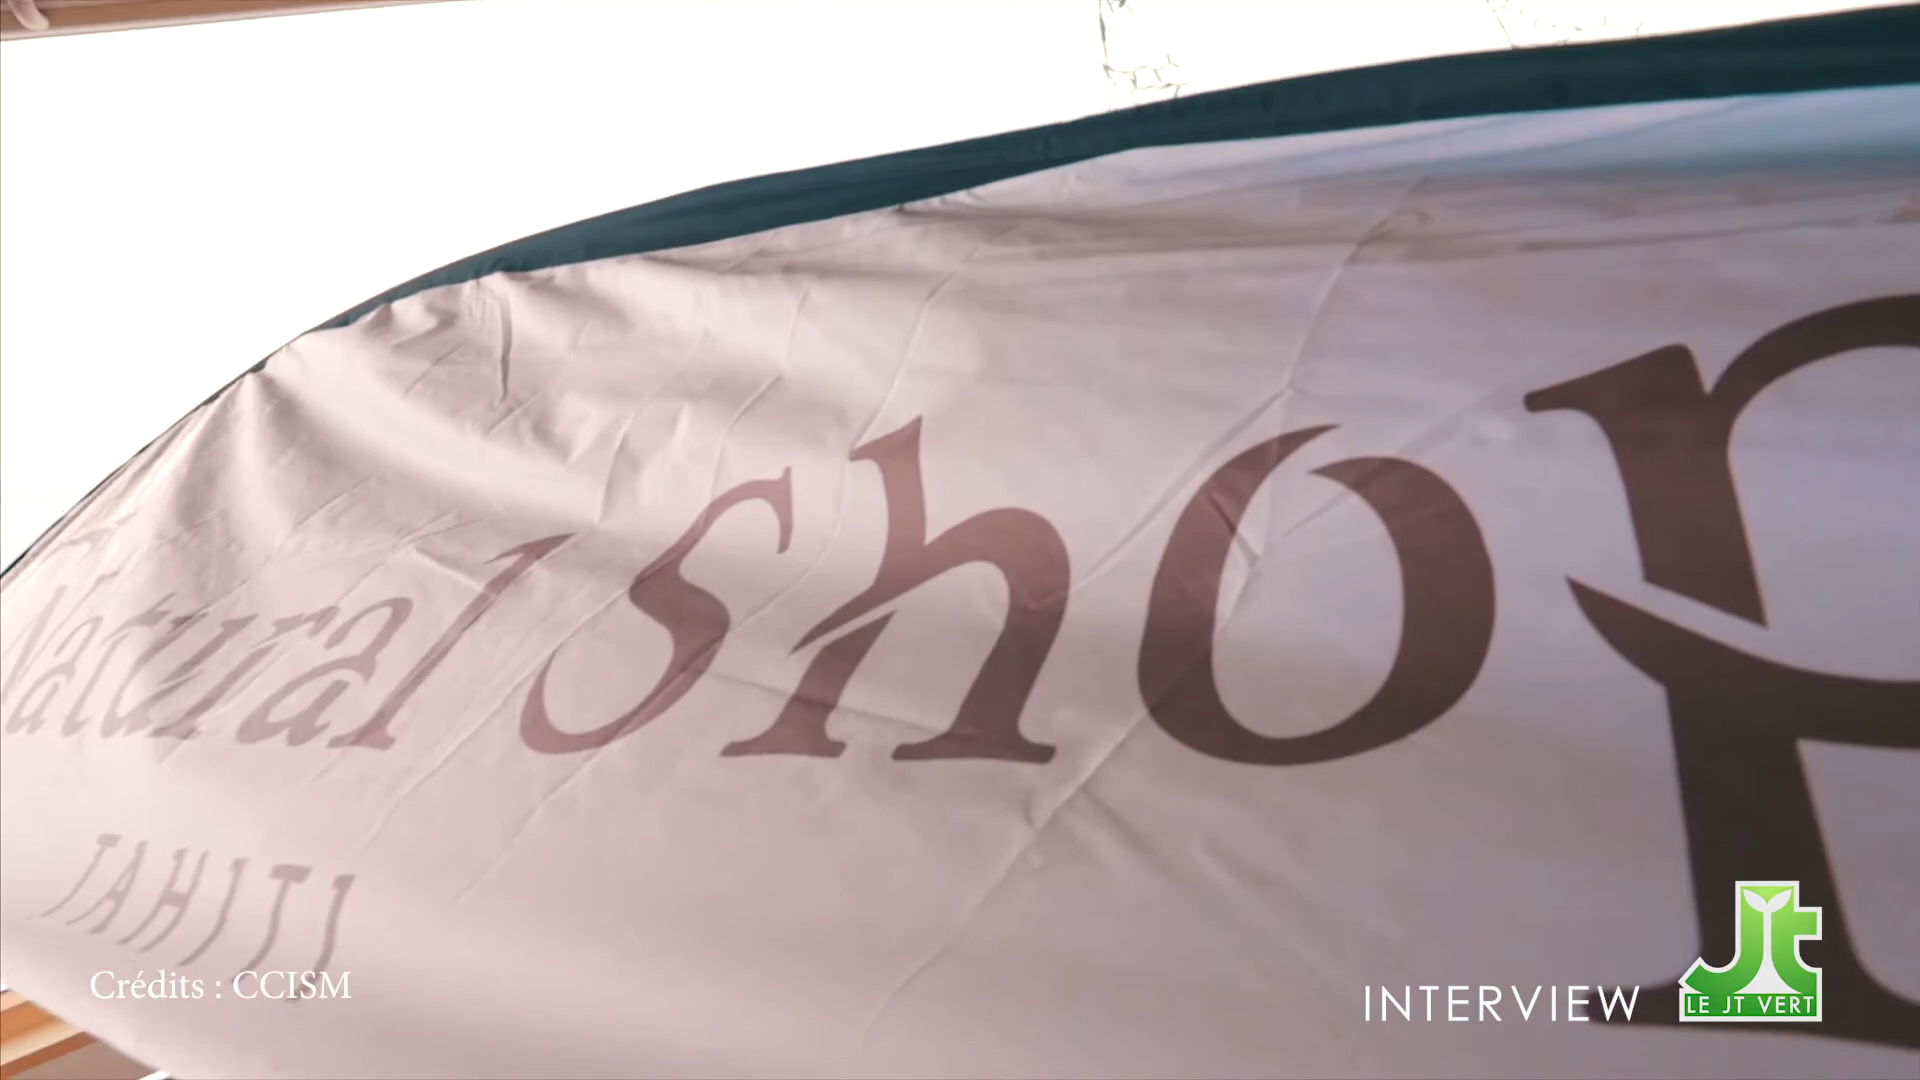 Natural Shop
TAHITI
Crédits : CCISM
INTERVIEW
Jt
LE JT VERT